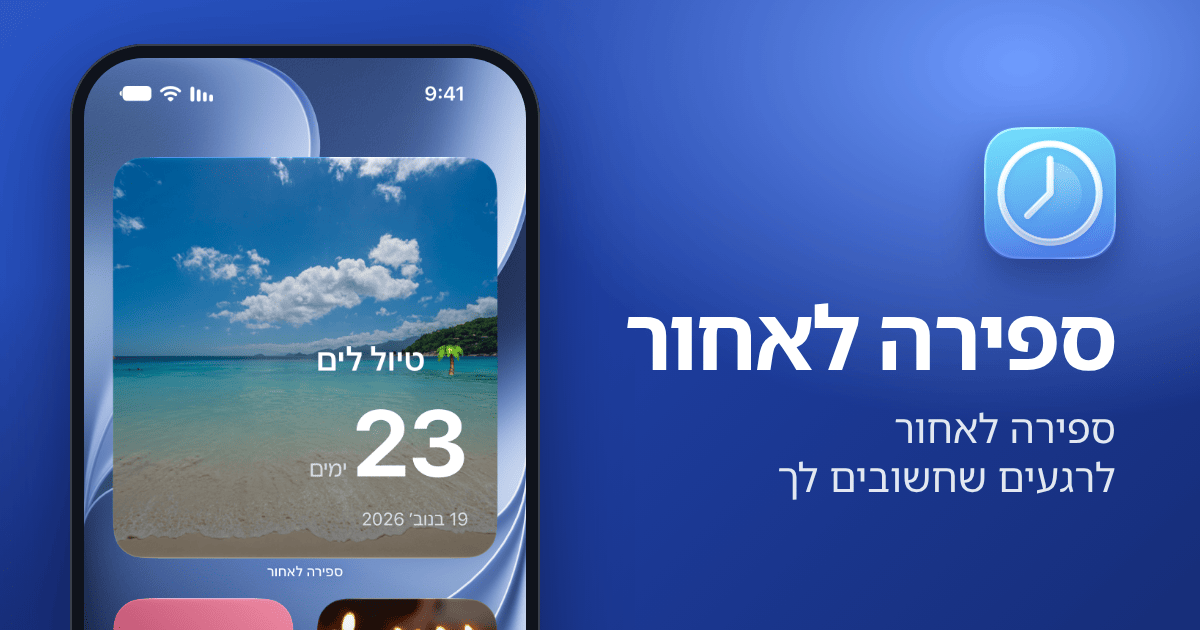 9:41
🌴 טיול לים
23 ימים
19 בנוב׳ 2026
ספירה לאחור
ספירה לאחור
ספירה לאחור
לרגעים שחשובים לך